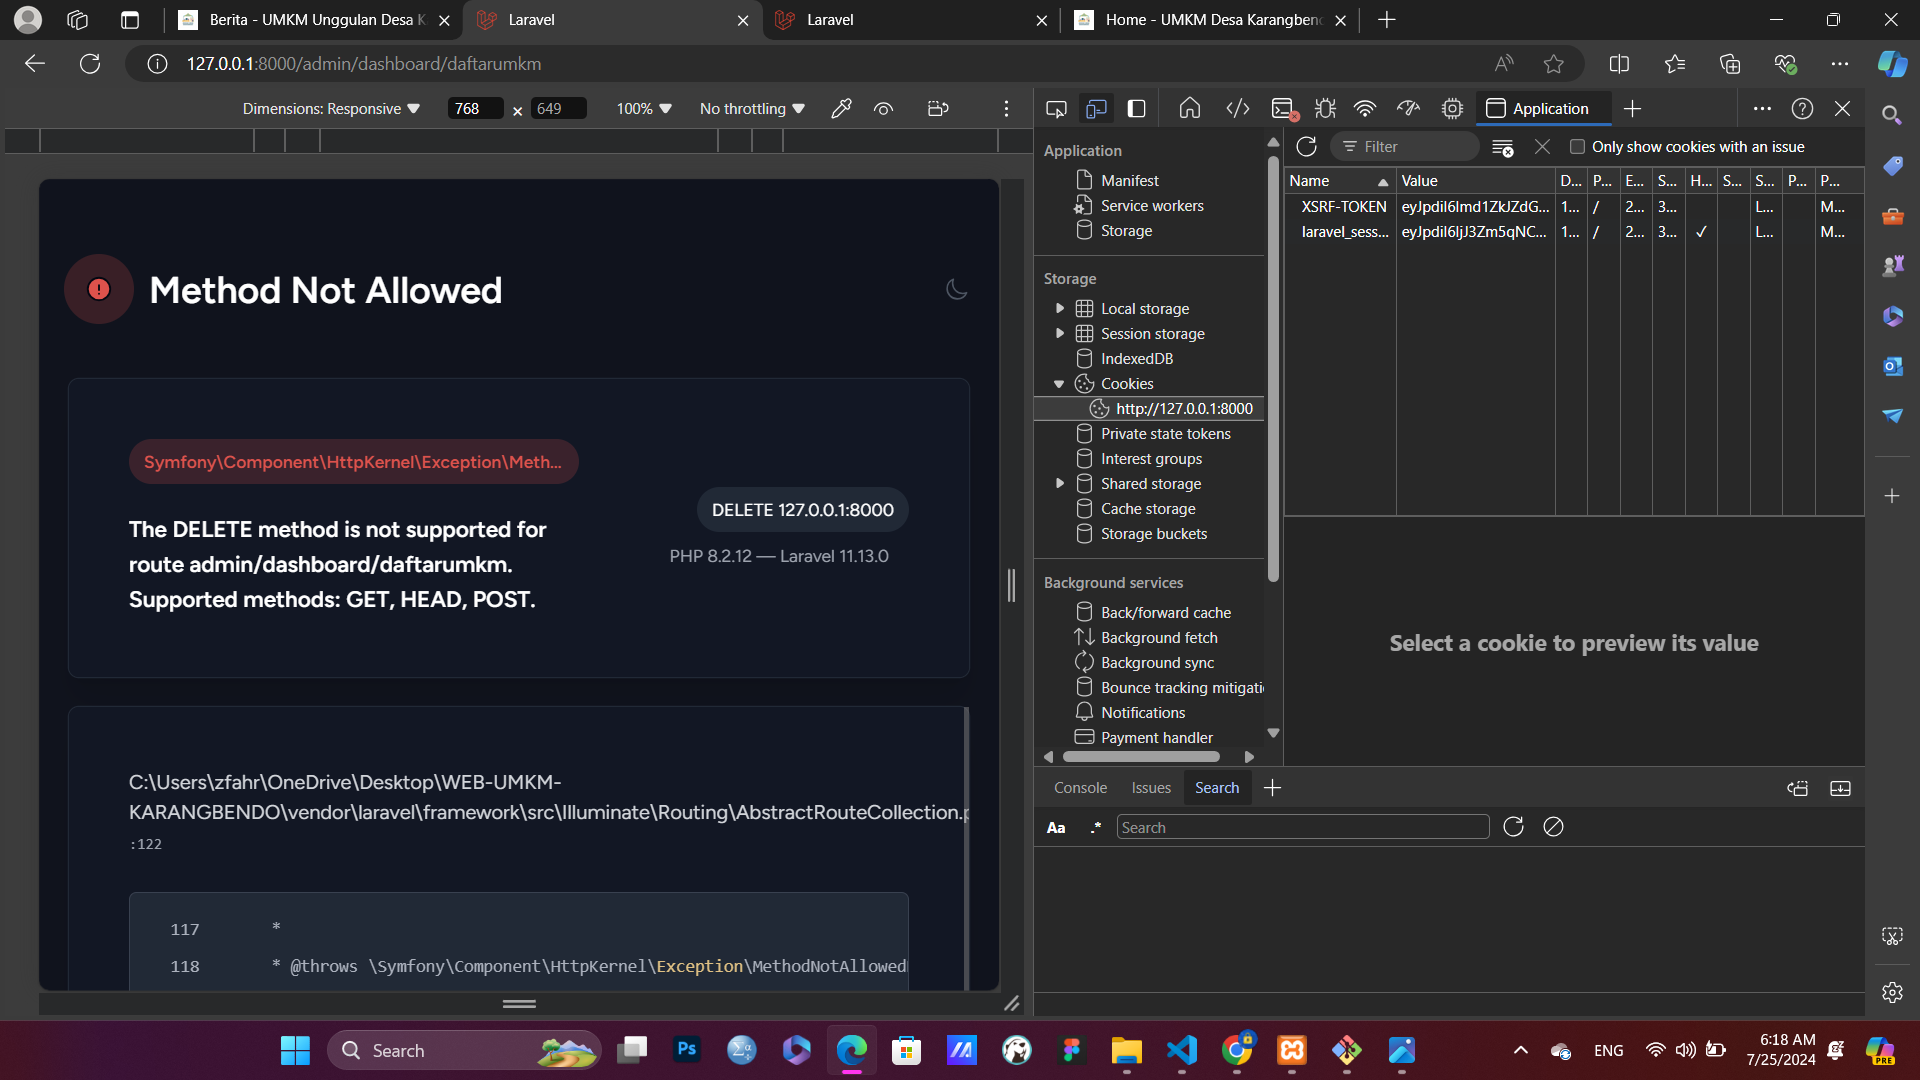 Berita - UMKM Unggulan Desa K
Laravel
Laravel
Home - UMKM Desa Karangbend
127.0.0.1:8000/admin/dashboard/daftarumkm
Dimensions: Responsive
768
×
649
100%
No throttling
Application
Application
Manifest
Service workers
Storage
Storage
Local storage
Session storage
IndexedDB
Cookies
http://127.0.0.1:8000
Private state tokens
Interest groups
Shared storage
Cache storage
Storage buckets
Background services
Back/forward cache
Background fetch
Background sync
Bounce tracking mitigati
Notifications
Payment handler
Filter
Only show cookies with an issue
Name Value D... P... E... S... H... S... S... P... P...
XSRF-TOKEN eyJpdiI6Imd1ZkJZdG... 1... / 2... 3... L... M...
laravel_sess... eyJpdiI6IjJ3Zm5qNC... 1... / 2... 3... ✓ L... M...
Select a cookie to preview its value
Console Issues Search
Aa .* Search
Method Not Allowed
Symfony\Component\HttpKernel\Exception\Meth...
The DELETE method is not supported for
route admin/dashboard/daftarumkm.
Supported methods: GET, HEAD, POST.
DELETE 127.0.0.1:8000
PHP 8.2.12 — Laravel 11.13.0
C:\Users\zfahr\OneDrive\Desktop\WEB-UMKM-
KARANGBENDO\vendor\laravel\framework\src\Illuminate\Routing\AbstractRouteCollection.p
:122
117 *
118 * @throws \Symfony\Component\HttpKernel\Exception\MethodNotAllowed
Search
Ps
ENG
6:18 AM
7/25/2024
PRE